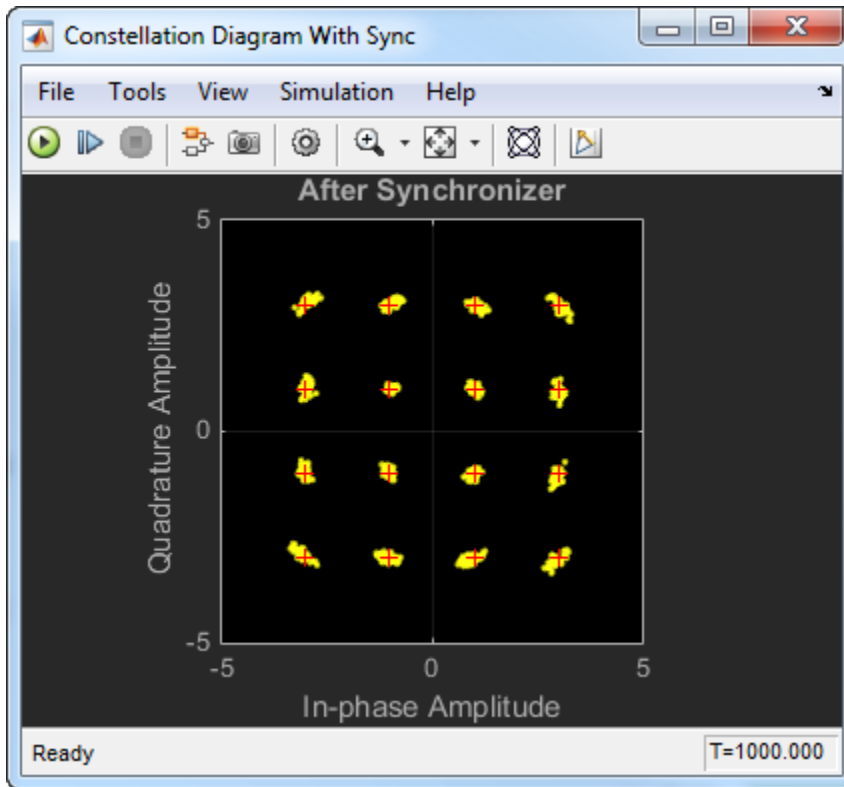 Constellation Diagram With Sync
File Tools View Simulation Help
After Synchronizer
5
Quadrature Amplitude
0
-5
-5 0 5
In-phase Amplitude
Ready T=1000.000